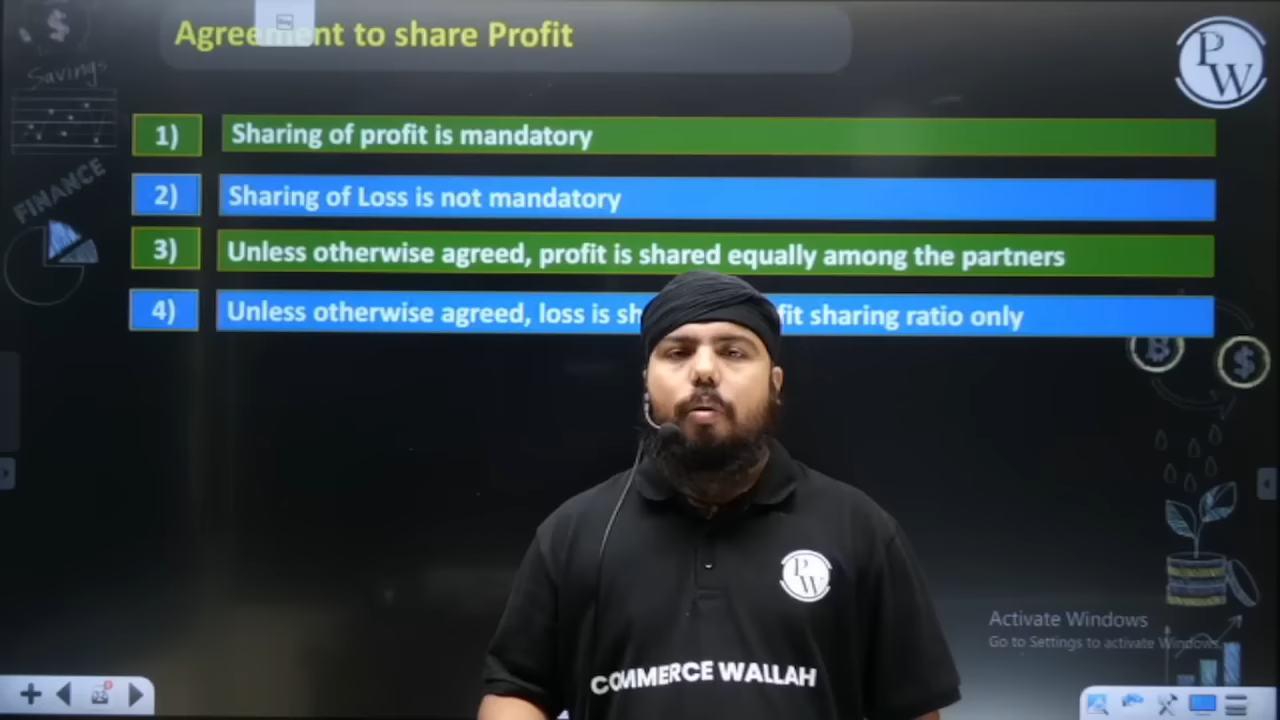 Agreement to share Profit
Savings
FINANCE
P
W
1) Sharing of profit is mandatory
2) Sharing of Loss is not mandatory
3) Unless otherwise agreed, profit is shared equally among the partners
4) Unless otherwise agreed, loss is sh fit sharing ratio only
P
W
COMMERCE WALLAH
Activate Windows
Go to Settings to activate Windows.